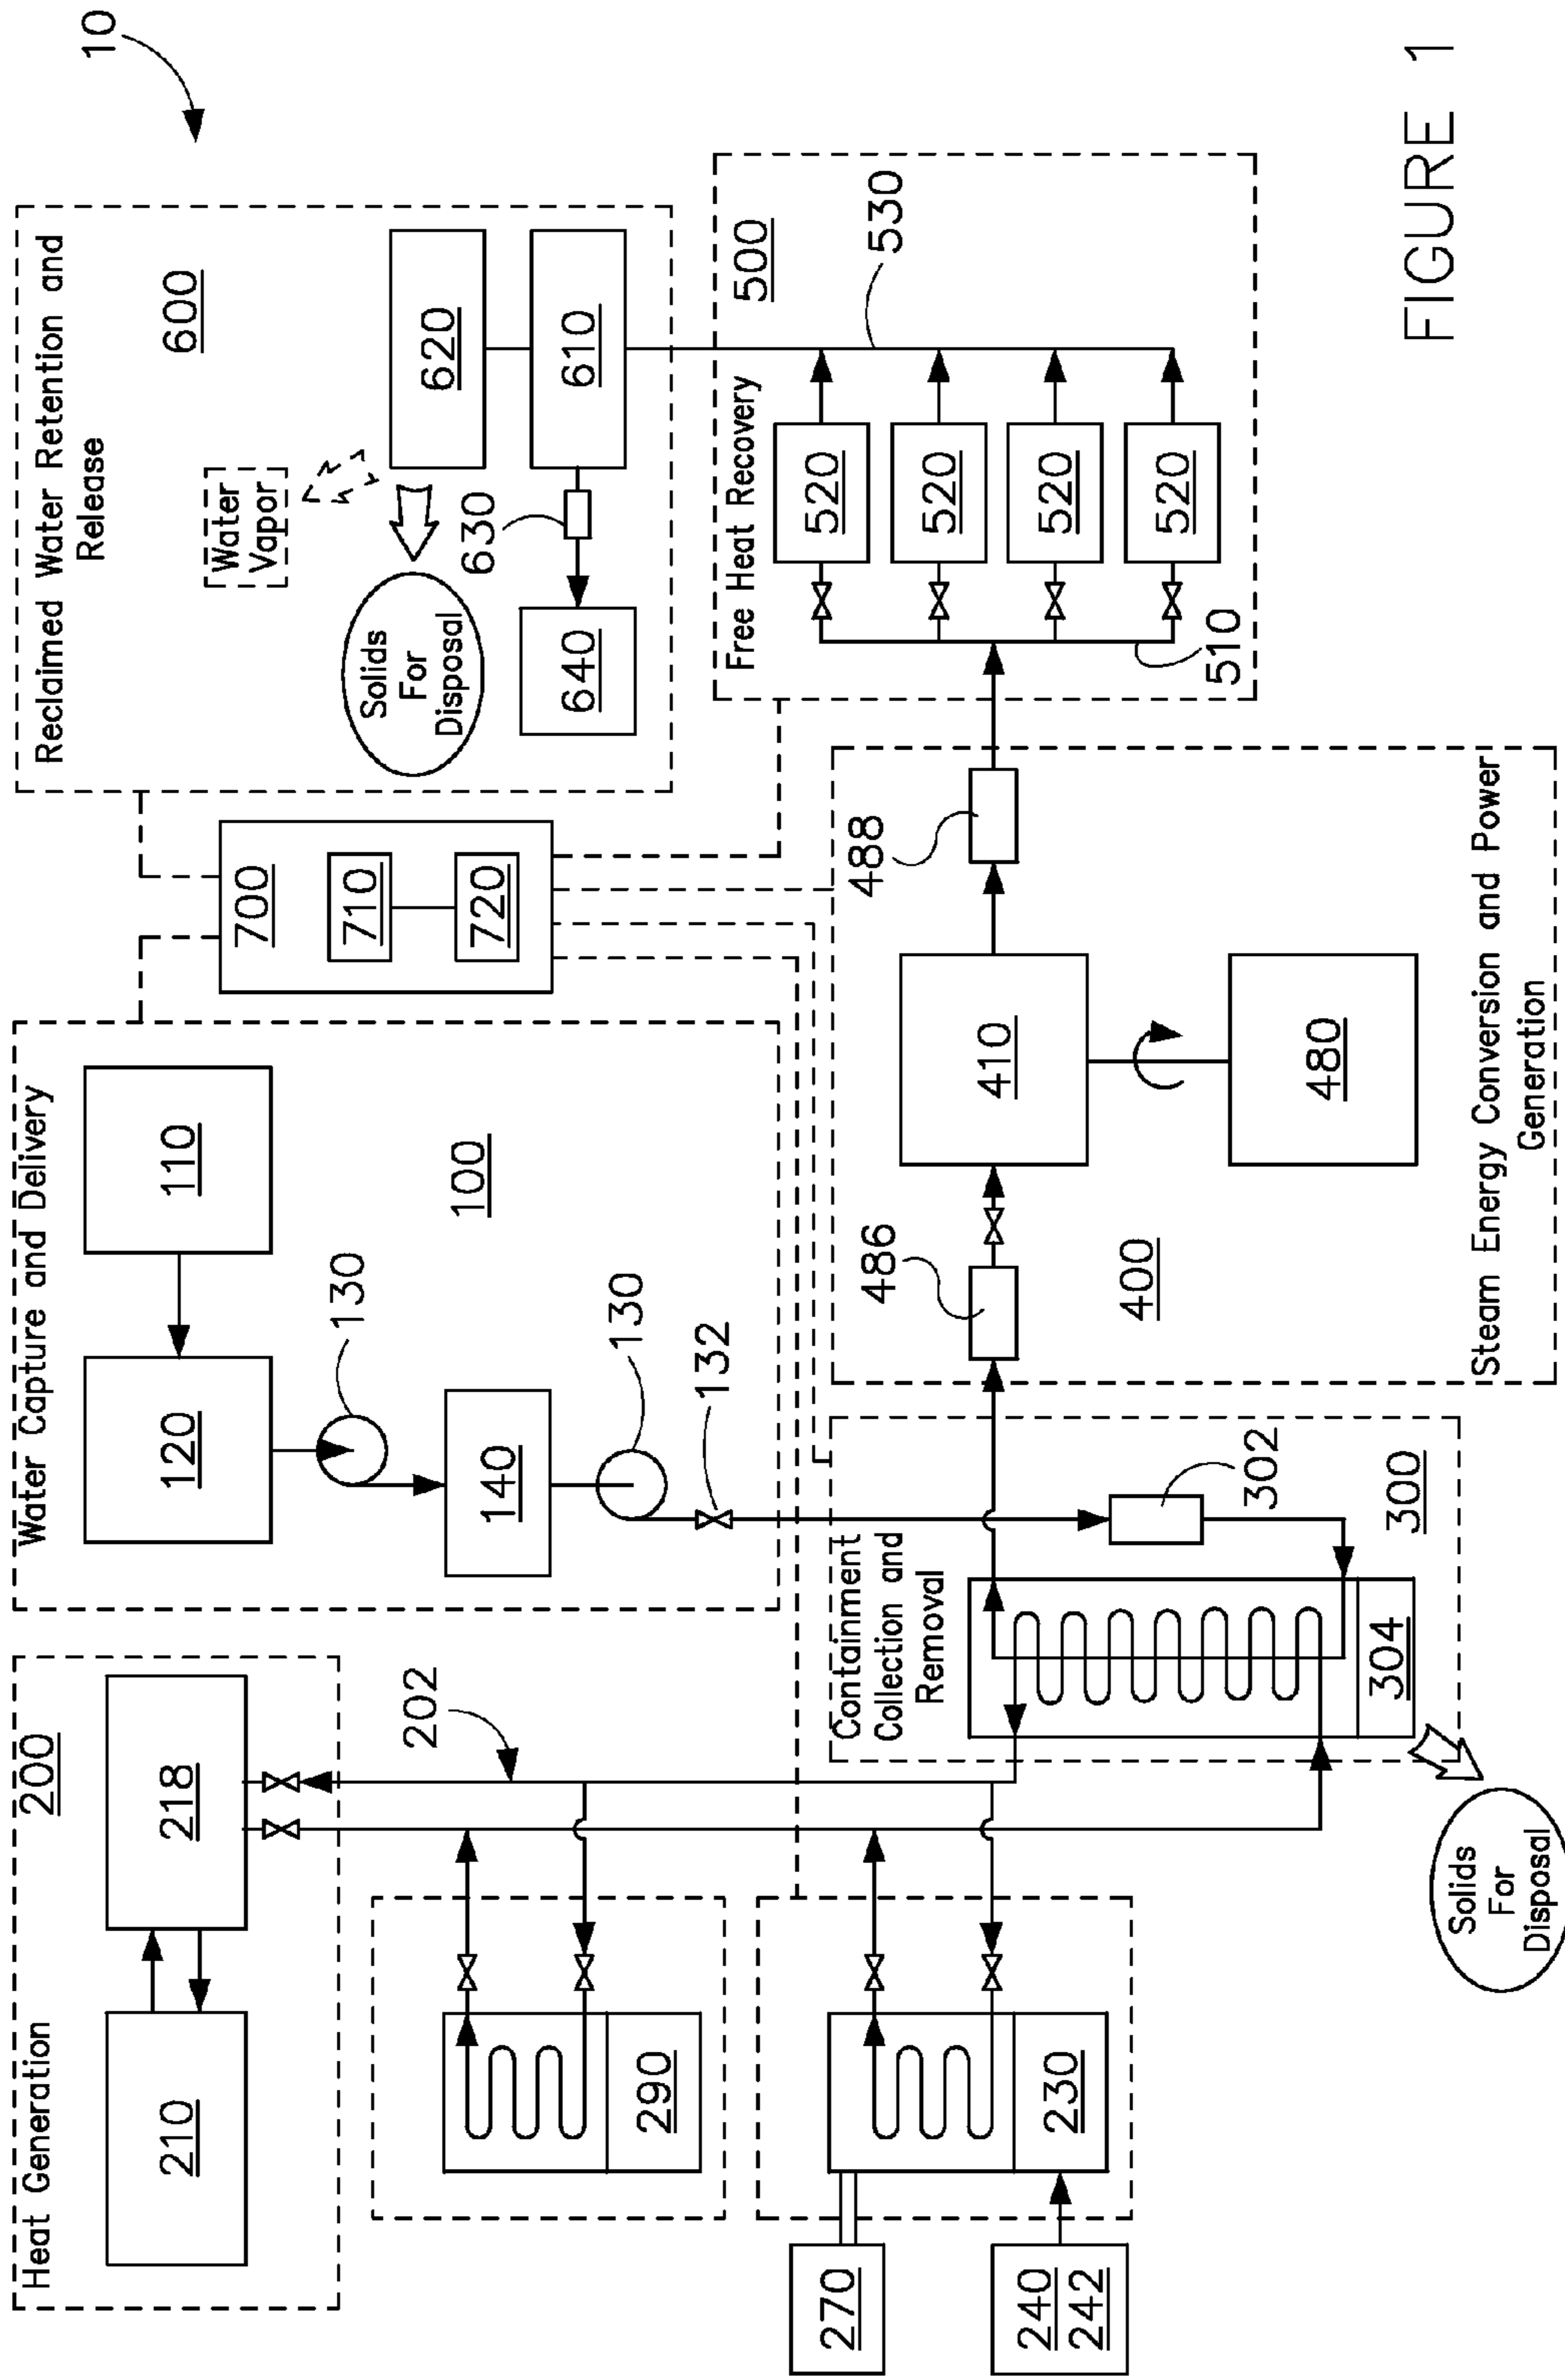 10
Reclaimed Water Retention and
Release
600
Water
Vapor
620
610
Solids
For
Disposal
630
640
Free Heat Recovery
500
530
520
520
520
520
510
700
710
720
Water Capture and Delivery
110
120
100
130
140
130
132
488
410
480
486
400
Steam Energy Conversion and Power
Generation
Heat Generation
200
210
218
202
290
230
270
240
242
Containment
Collection and
Removal
302
300
304
Solids
For
Disposal
FIGURE 1